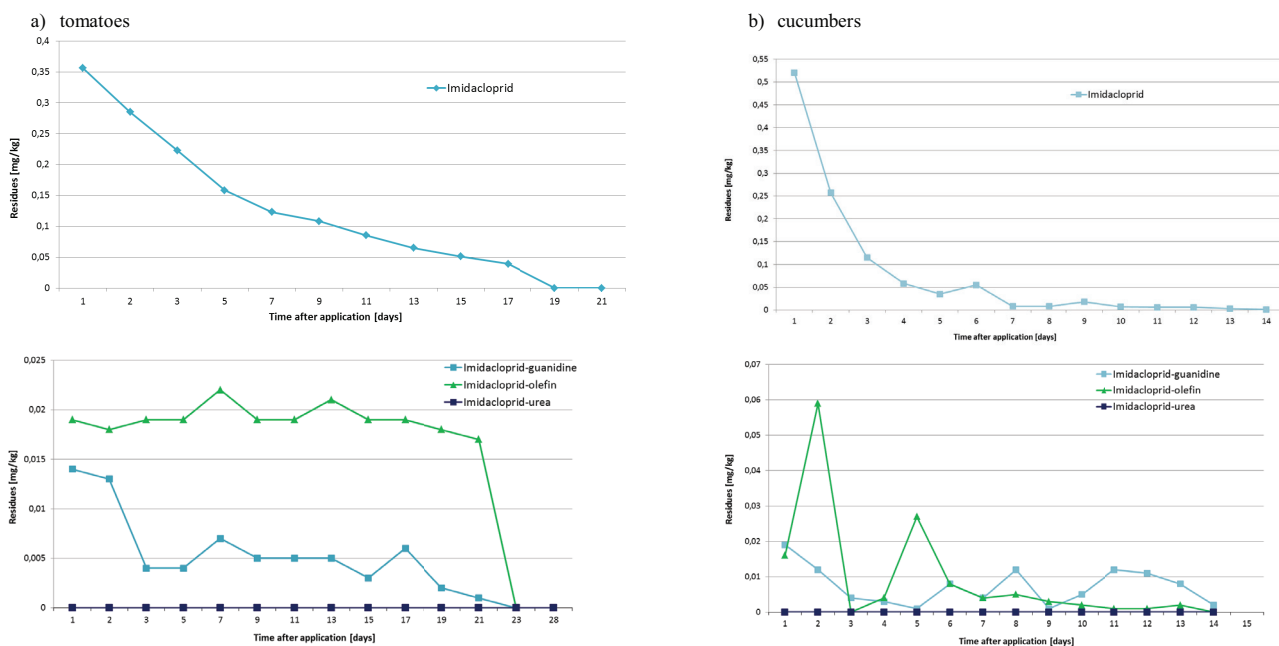 a) tomatoes
0,4
0,35
0,3
0,25
0,2
0,15
0,1
0,05
0
Residues [mg/kg]
Imidacloprid
1 2 3 5 7 9 11 13 15 17 19 21
Time after application [days]
b) cucumbers
0,55
0,5
0,45
0,4
0,35
0,3
0,25
0,2
0,15
0,1
0,05
0
Residues [mg/kg]
Imidacloprid
1 2 3 4 5 6 7 8 9 10 11 12 13 14
Time after application [days]
0,025
0,02
0,015
0,01
0,005
0
Residues [mg/kg]
Imidacloprid-guanidine
Imidacloprid-olefin
Imidacloprid-urea
1 2 3 5 7 9 11 13 15 17 19 21 23 28
Time after application [days]
0,07
0,06
0,05
0,04
0,03
0,02
0,01
0
Residues [mg/kg]
Imidacloprid-guanidine
Imidacloprid-olefin
Imidacloprid-urea
1 2 3 4 5 6 7 8 9 10 11 12 13 14 15
Time after application [days]